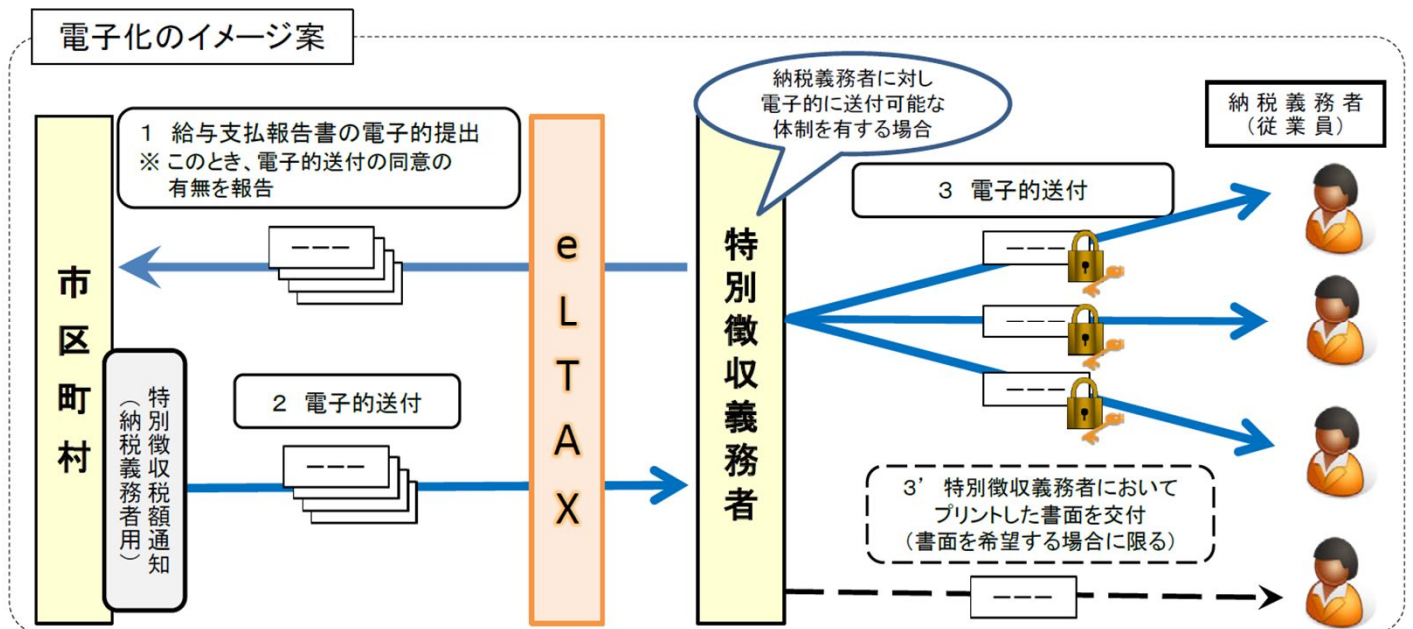 電子化のイメージ案
市区町村
1 給与支払報告書の電子的提出
※ このとき、電子的送付の同意の
有無を報告
2 電子的送付
特別徴収税額通知
（納税義務者用）
eLTAX
特別徴収義務者
納税義務者に対し
電子的に送付可能な
体制を有する場合
3 電子的送付
3’ 特別徴収義務者において
プリントした書面を交付
（書面を希望する場合に限る）
納税義務者
（従業員）